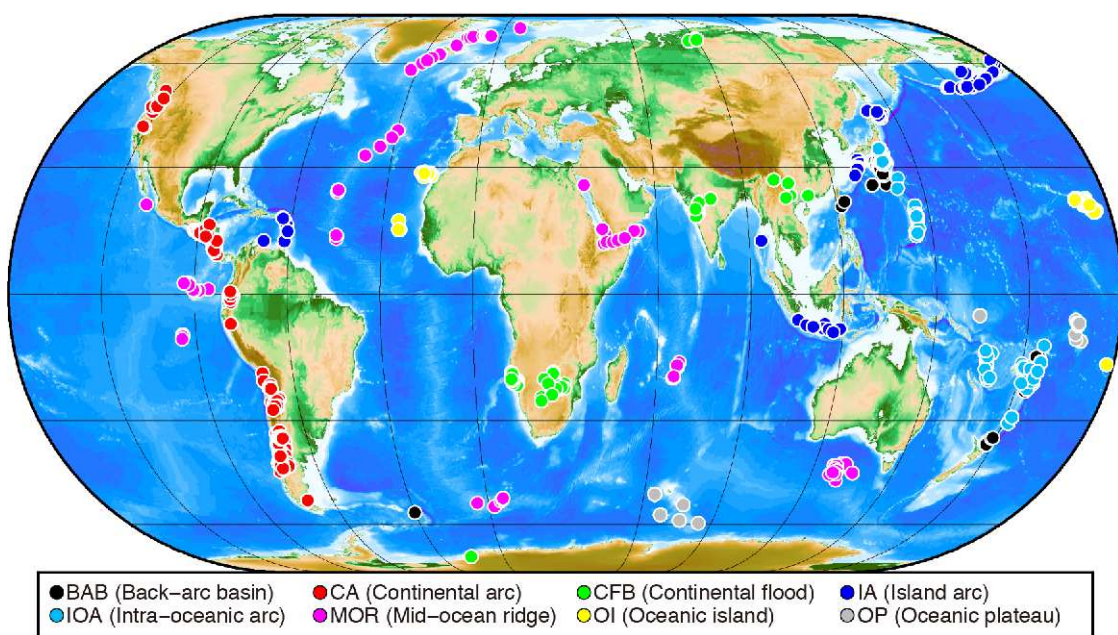 BAB (Back-arc basin) CA (Continental arc) CFB (Continental flood) IA (Island arc)
IOA (Intra-oceanic arc) MOR (Mid-ocean ridge) OI (Oceanic island) OP (Oceanic plateau)